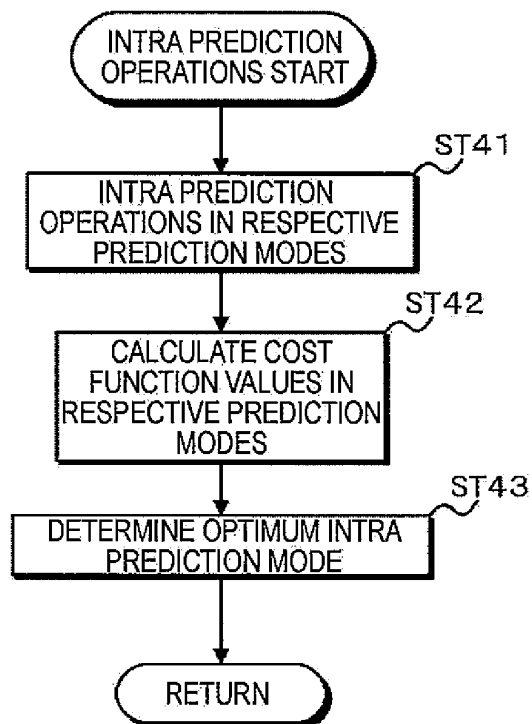 INTRA PREDICTION
OPERATIONS START
ST41
INTRA PREDICTION
OPERATIONS IN RESPECTIVE
PREDICTION MODES
ST42
CALCULATE COST
FUNCTION VALUES IN
RESPECTIVE PREDICTION
MODES
ST43
DETERMINE OPTIMUM INTRA
PREDICTION MODE
RETURN